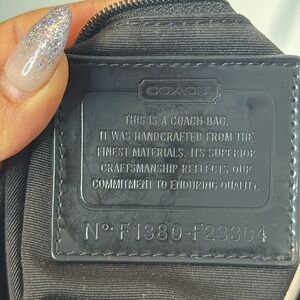 COACH
THIS IS A COACH BAG.
IT WAS HANDCRAFTED FROM THE
FINEST MATERIALS. ITS SUPERIOR
CRAFTSMANSHIP REFLECTS OUR
COMMITMENT TO ENDURING QUALITY.
Nº. F1380-F23304